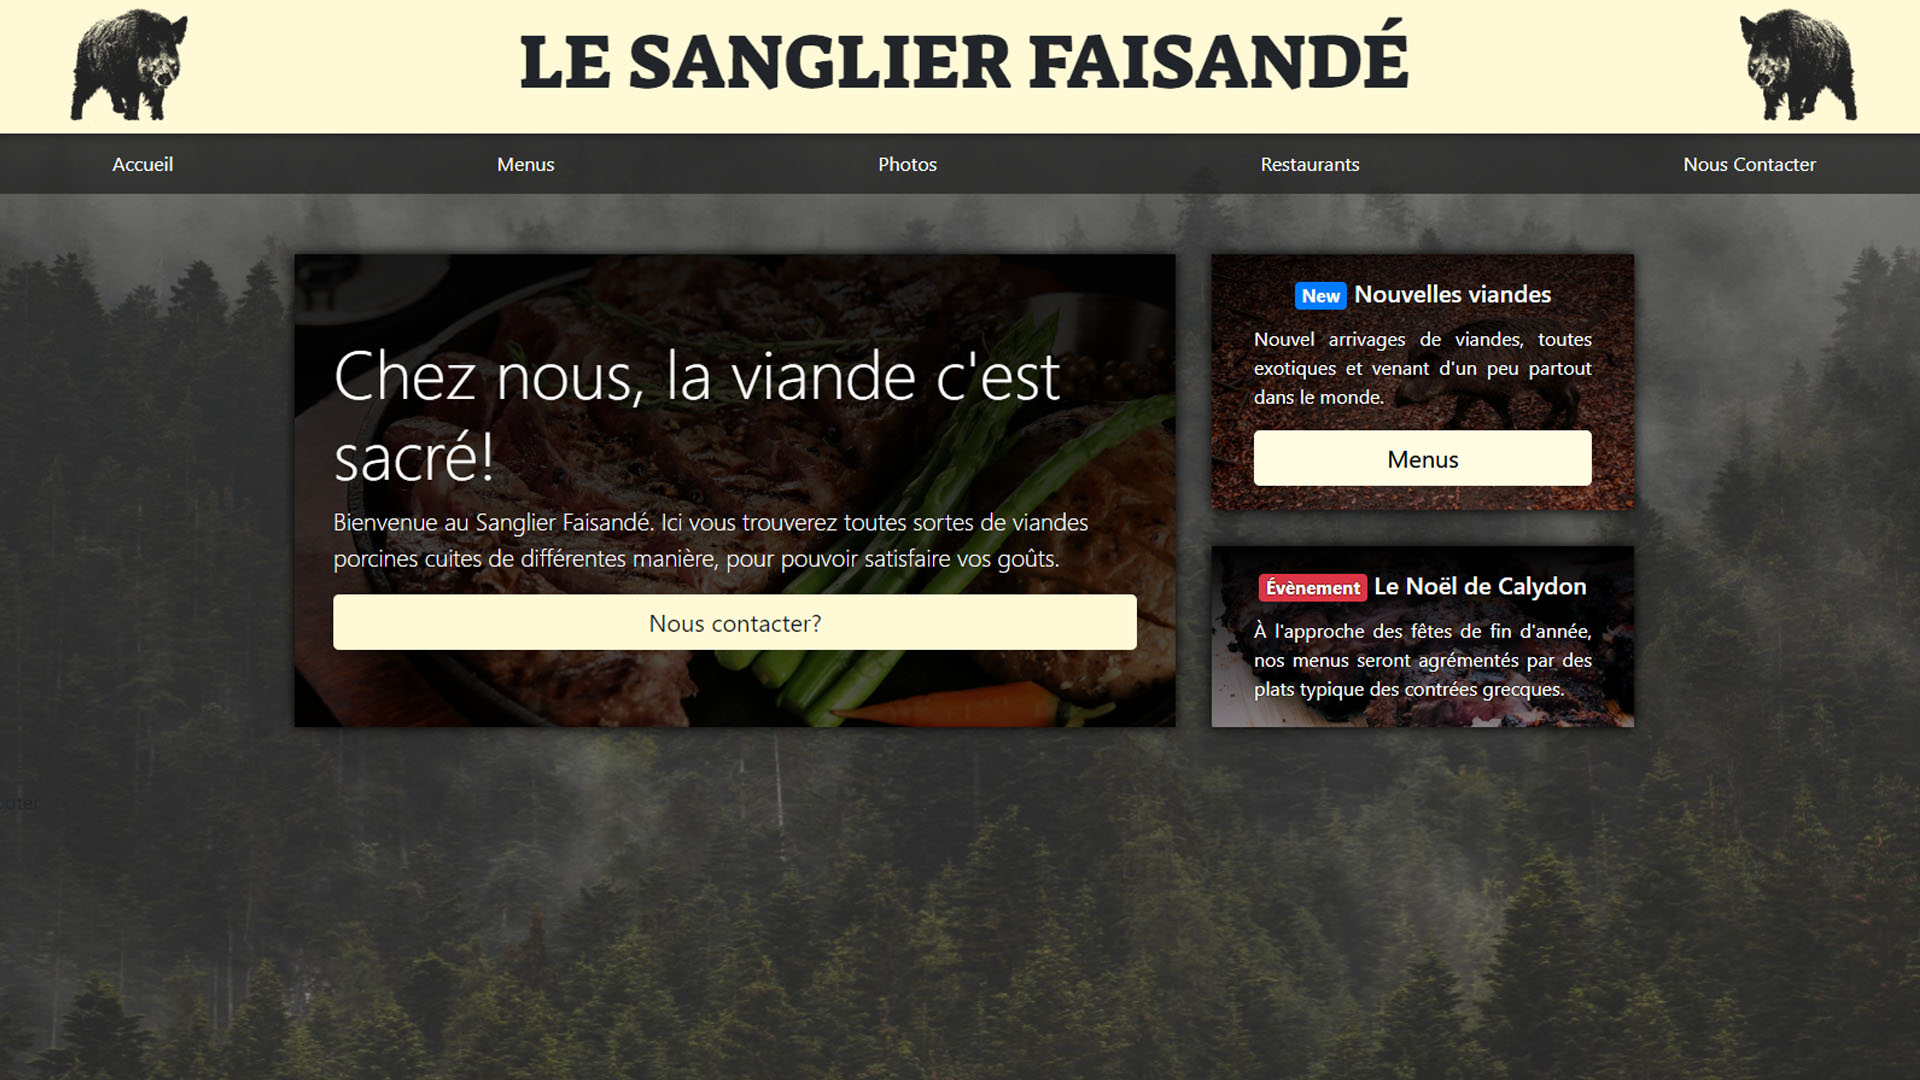 LE SANGLIER FAISANDÉ
Accueil
Menus
Photos
Restaurants
Nous Contacter
Chez nous, la viande c'est
sacré!
Bienvenue au Sanglier Faisandé. Ici vous trouverez toutes sortes de viandes
porcines cuites de différentes manière, pour pouvoir satisfaire vos goûts.
Nous contacter?
New Nouvelles viandes
Nouvel arrivages de viandes, toutes
exotiques et venant d'un peu partout
dans le monde.
Menus
Évènement Le Noël de Calydon
À l'approche des fêtes de fin d'année,
nos menus seront agrémentés par des
plats typique des contrées grecques.